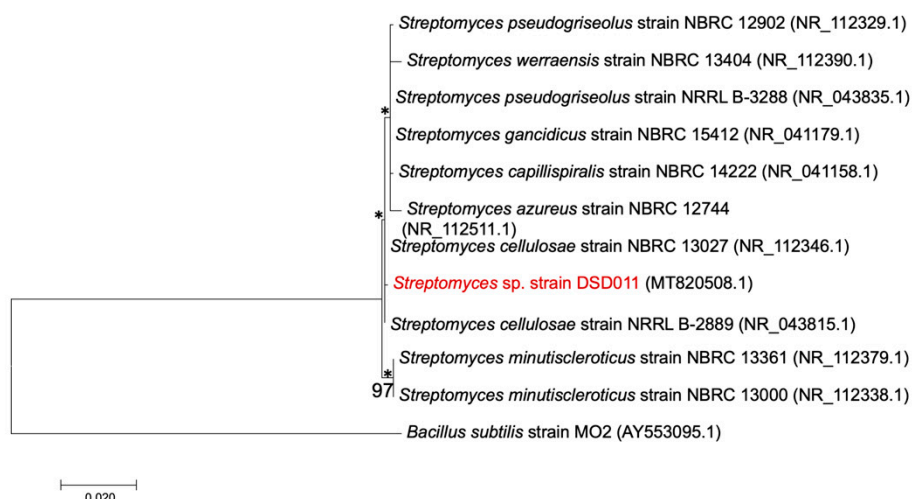 Streptomyces pseudogriseolus strain NBRC 12902 (NR_112329.1)
Streptomyces werraensis strain NBRC 13404 (NR_112390.1)
Streptomyces pseudogriseolus strain NRRL B-3288 (NR_043835.1)
*
Streptomyces gancidicus strain NBRC 15412 (NR_041179.1)
Streptomyces capillispiralis strain NBRC 14222 (NR_041158.1)
Streptomyces azureus strain NBRC 12744
(NR_112511.1)
*
Streptomyces cellulosae strain NBRC 13027 (NR_112346.1)
Streptomyces sp. strain DSD011 (MT820508.1)
Streptomyces cellulosae strain NRRL B-2889 (NR_043815.1)
Streptomyces minutiscleroticus strain NBRC 13361 (NR_112379.1)
*
97
Streptomyces minutiscleroticus strain NBRC 13000 (NR_112338.1)
Bacillus subtilis strain MO2 (AY553095.1)
0.020